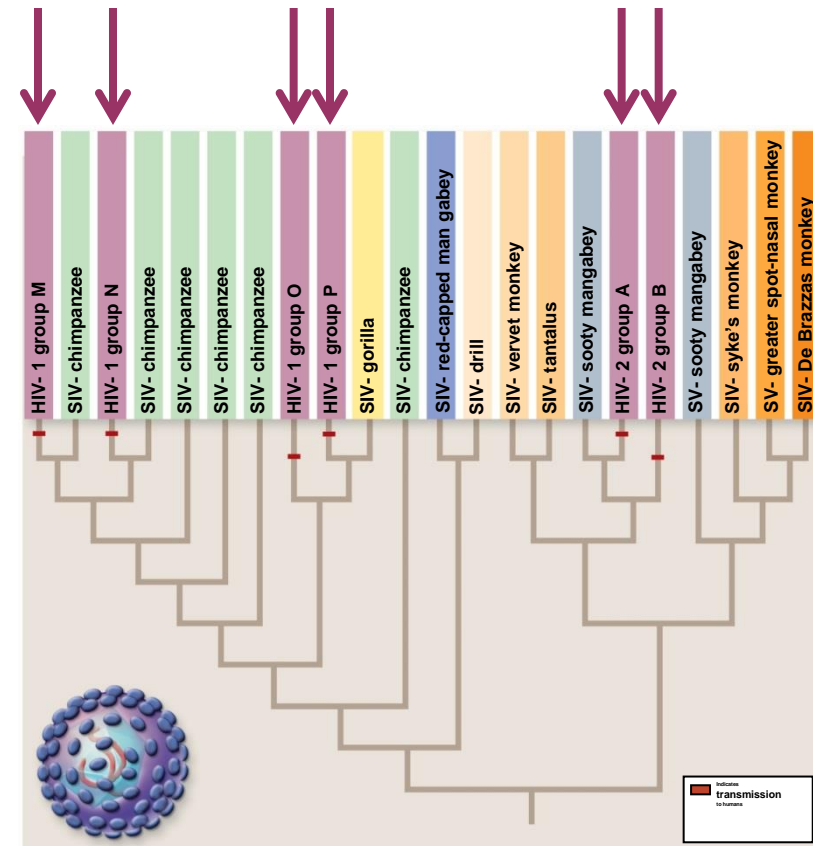 HIV- 1 group M
SIV- chimpanzee
HIV- 1 group N
SIV- chimpanzee
SIV- chimpanzee
SIV- chimpanzee
SIV- chimpanzee
HIV- 1 group O
HIV- 1 group P
SIV- gorilla
SIV- chimpanzee
SIV- red-capped man gabey
SIV- drill
SIV- vervet monkey
SIV- tantalus
SIV- sooty mangabey
HIV- 2 group A
HIV- 2 group B
SV- sooty mangabey
SIV- syke's monkey
SV- greater spot-nasal monkey
SIV- De Brazzas monkey
Indicates
transmission
to humans